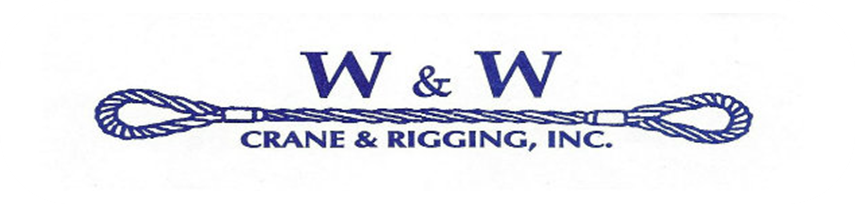 W & W
CRANE & RIGGING, INC.